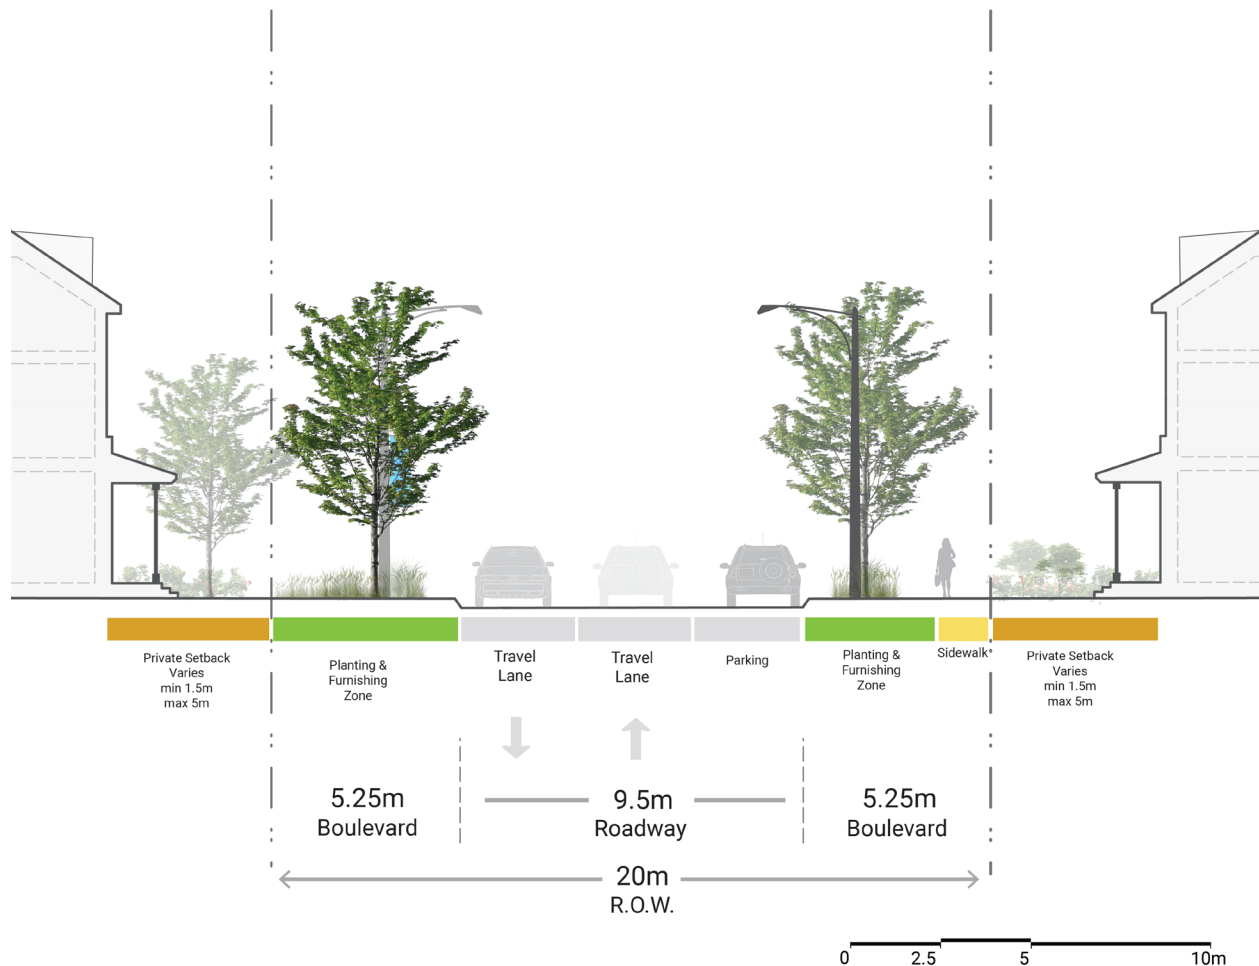 Private Setback
Varies
min 1.5m
max 5m
Planting &
Furnishing
Zone
Travel
Lane
Travel
Lane
Parking
Planting &
Furnishing
Zone
Sidewalk
Private Setback
Varies
min 1.5m
max 5m
5.25m
Boulevard
9.5m
Roadway
5.25m
Boulevard
20m
R.O.W.
0 2.5 5 10m